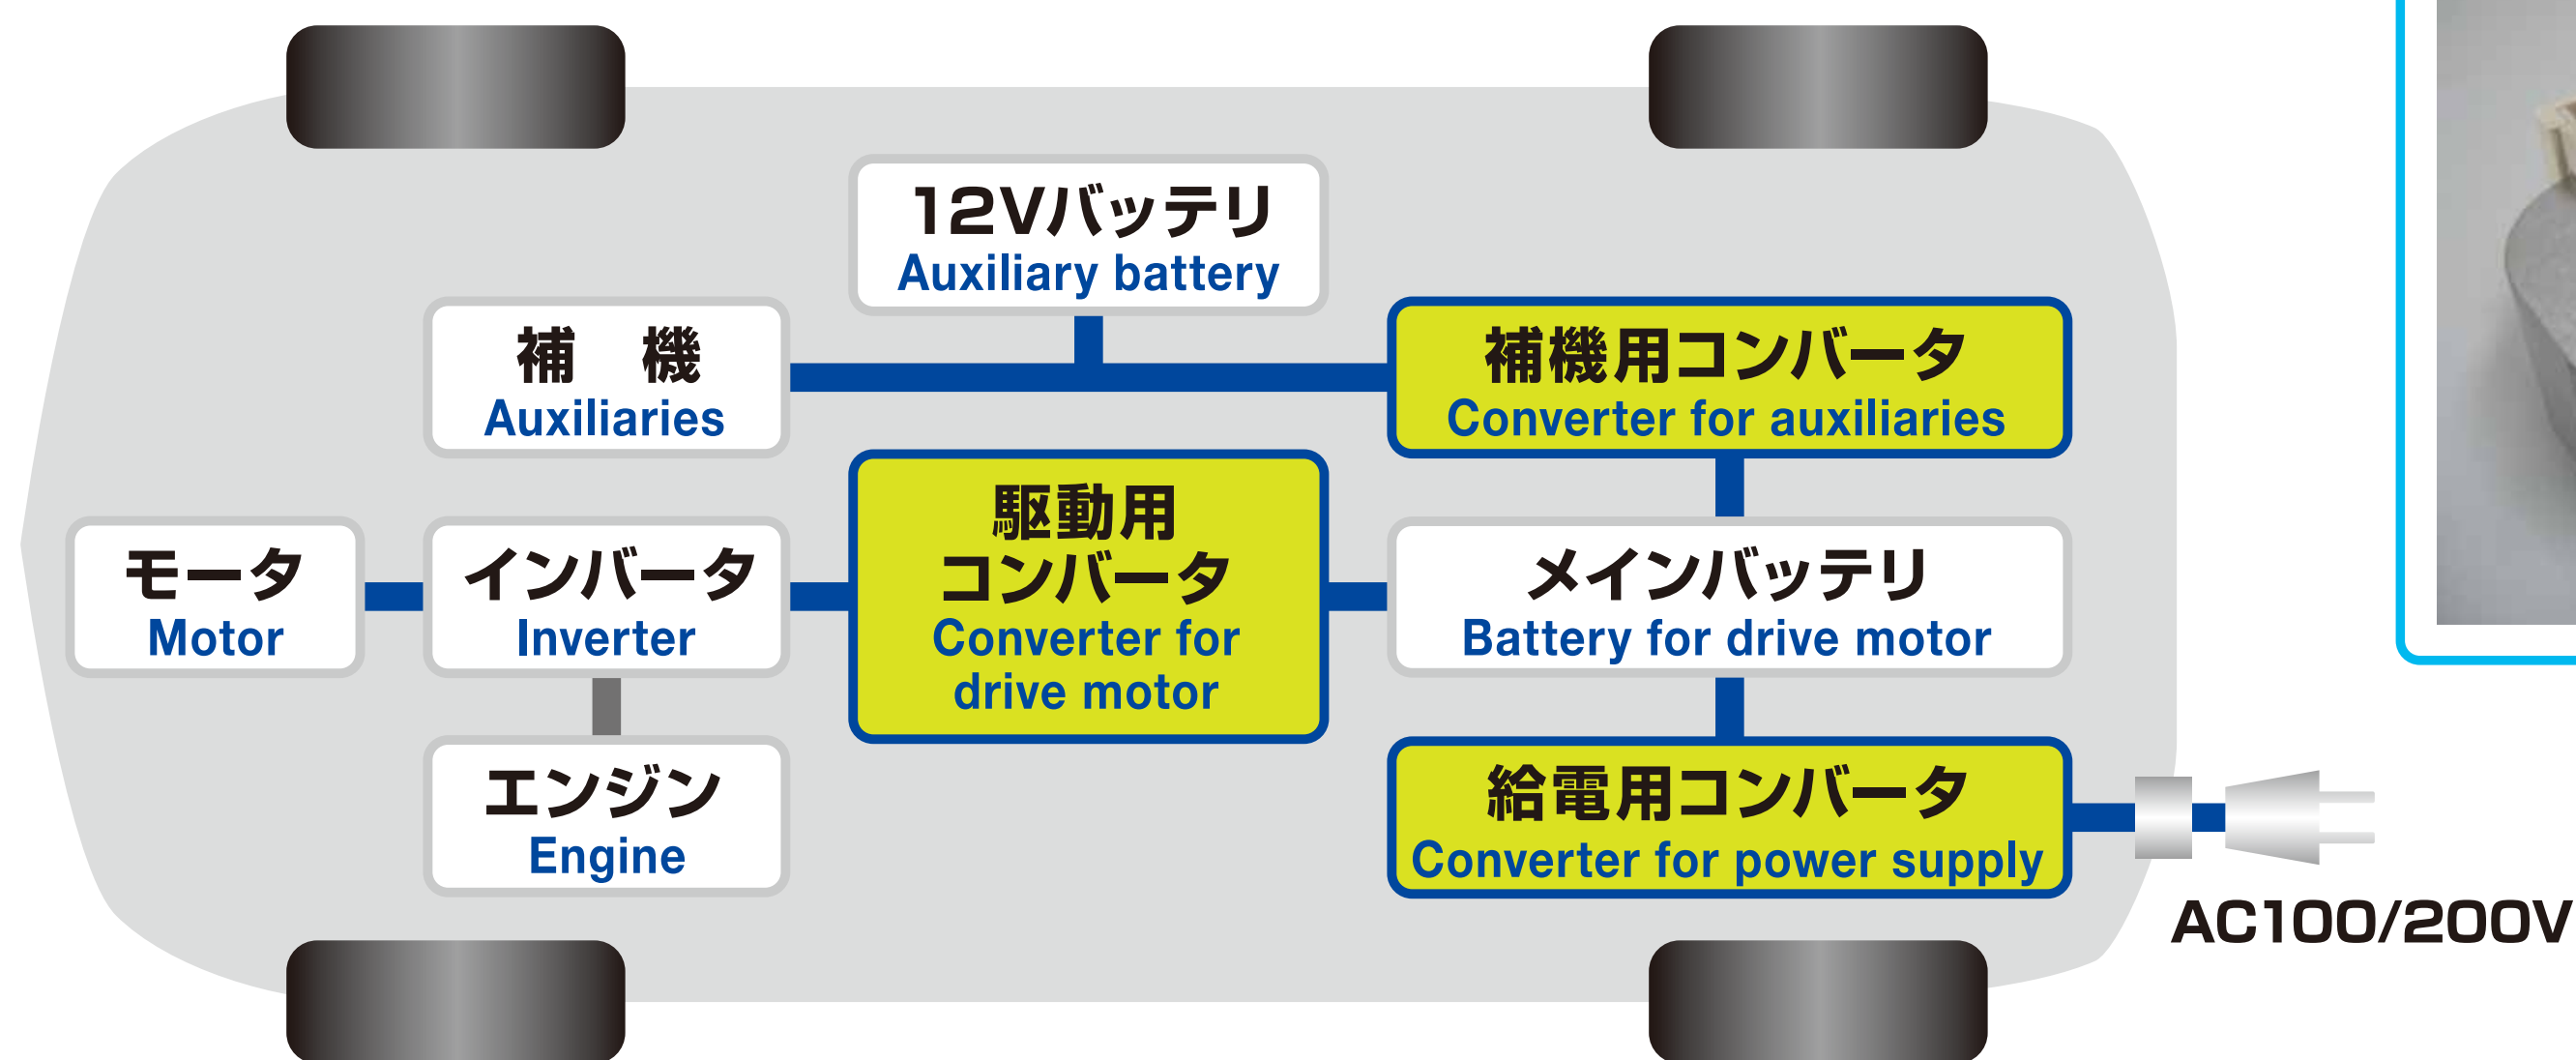 12Vバッテリ
Auxiliary battery
補　機
Auxiliaries
補機用コンバータ
Converter for auxiliaries
駆動用
コンバータ
Converter for
drive motor
モータ
Motor
インバータ
Inverter
メインバッテリ
Battery for drive motor
エンジン
Engine
給電用コンバータ
Converter for power supply
AC100/200V